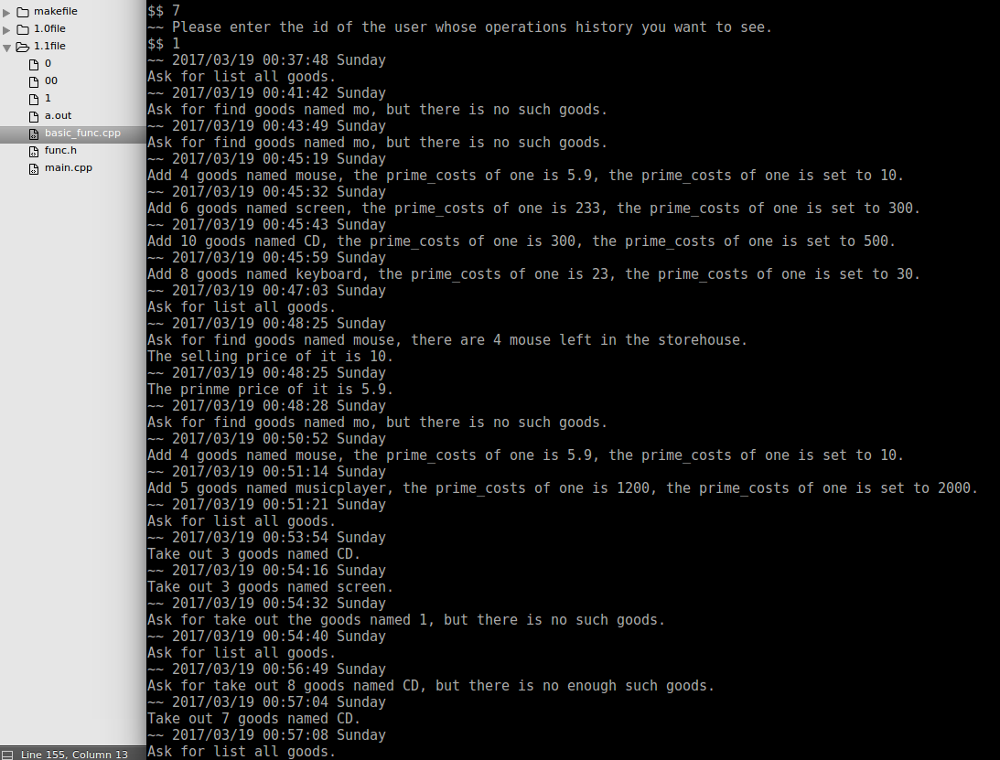 makefile
1.0file
1.1file
0
00
1
a.out
basic_func.cpp
func.h
main.cpp
Line 155, Column 13
$$ 7
~~ Please enter the id of the user whose operations history you want to see.
$$ 1
~~ 2017/03/19 00:37:48 Sunday
Ask for list all goods.
~~ 2017/03/19 00:41:42 Sunday
Ask for find goods named mo, but there is no such goods.
~~ 2017/03/19 00:43:49 Sunday
Ask for find goods named mo, but there is no such goods.
~~ 2017/03/19 00:45:19 Sunday
Add 4 goods named mouse, the prime_costs of one is 5.9, the prime_costs of one is set to 10.
~~ 2017/03/19 00:45:32 Sunday
Add 6 goods named screen, the prime_costs of one is 233, the prime_costs of one is set to 300.
~~ 2017/03/19 00:45:43 Sunday
Add 10 goods named CD, the prime_costs of one is 300, the prime_costs of one is set to 500.
~~ 2017/03/19 00:45:59 Sunday
Add 8 goods named keyboard, the prime_costs of one is 23, the prime_costs of one is set to 30.
~~ 2017/03/19 00:47:03 Sunday
Ask for list all goods.
~~ 2017/03/19 00:48:25 Sunday
Ask for find goods named mouse, there are 4 mouse left in the storehouse.
The selling price of it is 10.
~~ 2017/03/19 00:48:25 Sunday
The prinme price of it is 5.9.
~~ 2017/03/19 00:48:28 Sunday
Ask for find goods named mo, but there is no such goods.
~~ 2017/03/19 00:50:52 Sunday
Add 4 goods named mouse, the prime_costs of one is 5.9, the prime_costs of one is set to 10.
~~ 2017/03/19 00:51:14 Sunday
Add 5 goods named musicplayer, the prime_costs of one is 1200, the prime_costs of one is set to 2000.
~~ 2017/03/19 00:51:21 Sunday
Ask for list all goods.
~~ 2017/03/19 00:53:54 Sunday
Take out 3 goods named CD.
~~ 2017/03/19 00:54:16 Sunday
Take out 3 goods named screen.
~~ 2017/03/19 00:54:32 Sunday
Ask for take out the goods named 1, but there is no such goods.
~~ 2017/03/19 00:54:40 Sunday
Ask for list all goods.
~~ 2017/03/19 00:56:49 Sunday
Ask for take out 8 goods named CD, but there is no enough such goods.
~~ 2017/03/19 00:57:04 Sunday
Take out 7 goods named CD.
~~ 2017/03/19 00:57:08 Sunday
Ask for list all goods.